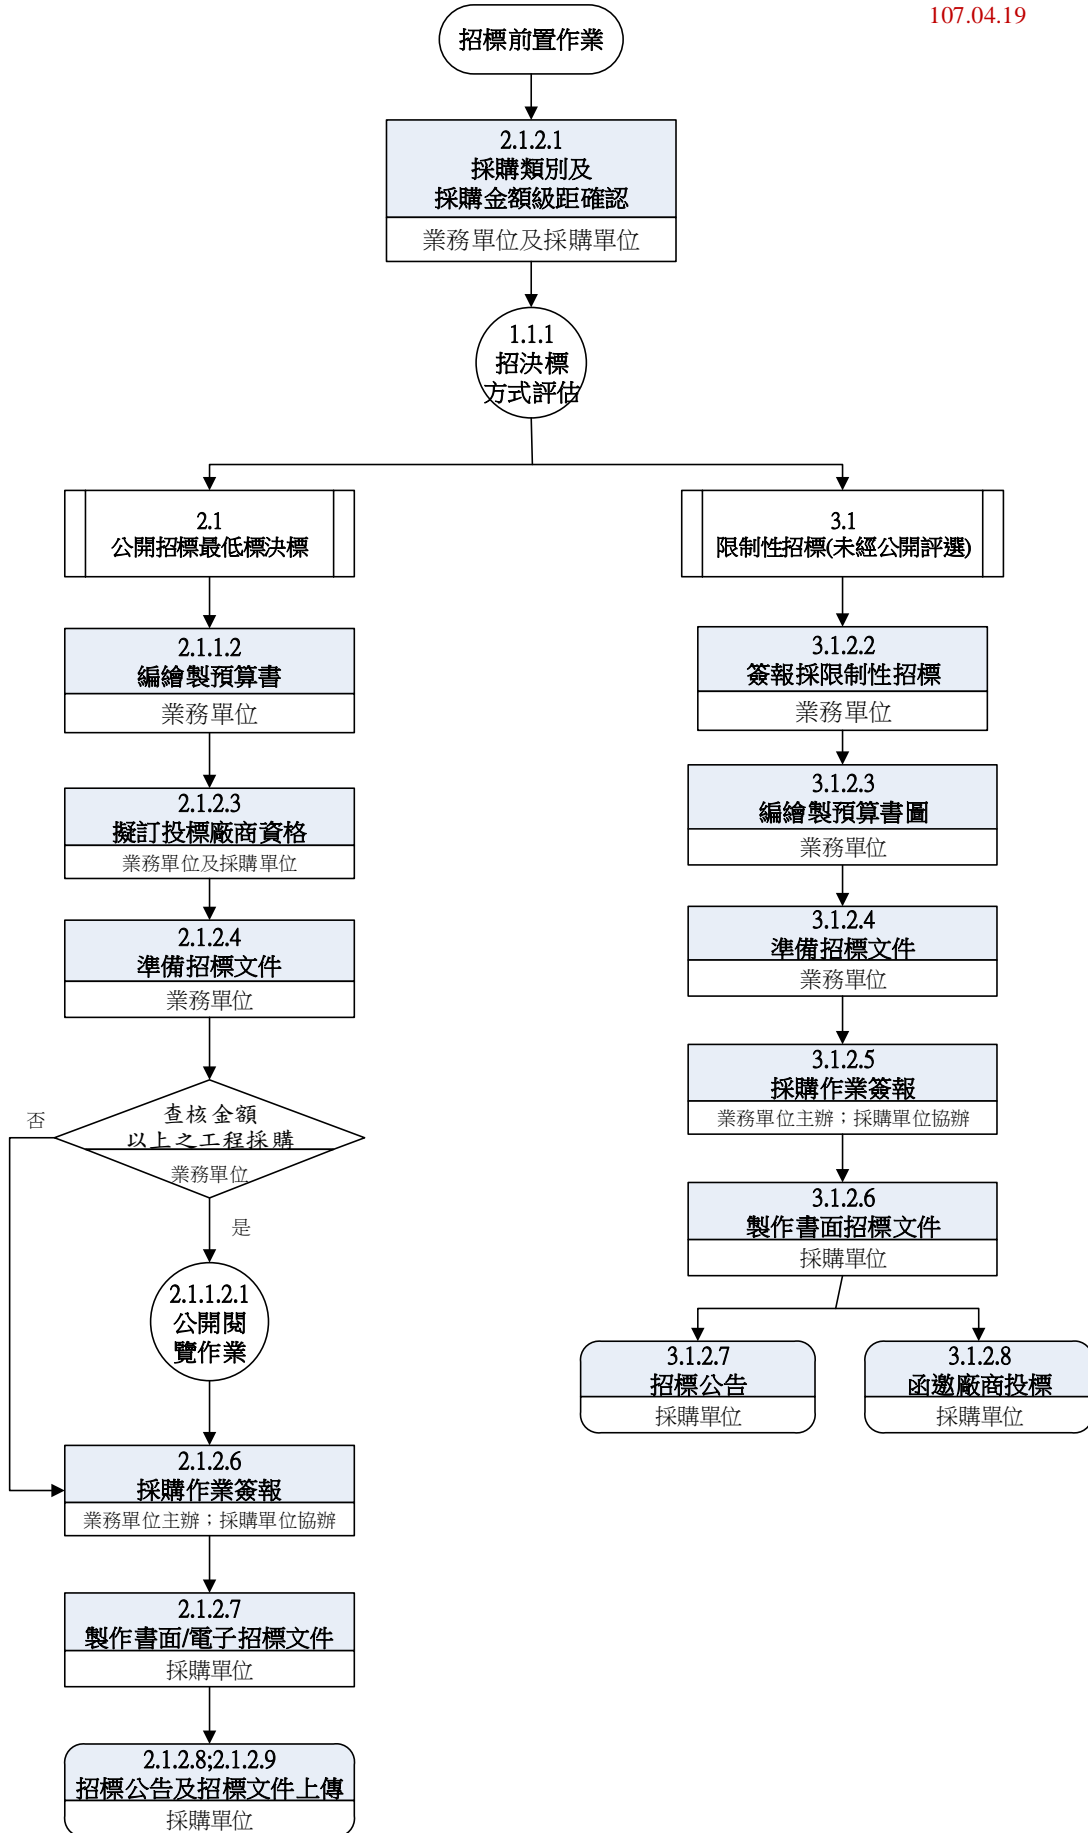 107.04.19
招標前置作業
2.1.2.1
採購類別及
採購金額級距確認
業務單位及採購單位
1.1.1
招決標
方式評估
2.1
公開招標最低標決標
2.1.1.2
編繪製預算書
業務單位
2.1.2.3
擬訂投標廠商資格
業務單位及採購單位
2.1.2.4
準備招標文件
業務單位
查核金額
以上之工程採購
業務單位
否
是
2.1.1.2.1
公開閱
覽作業
2.1.2.6
採購作業簽報
業務單位主辦；採購單位協辦
2.1.2.7
製作書面/電子招標文件
採購單位
2.1.2.8;2.1.2.9
招標公告及招標文件上傳
採購單位
3.1
限制性招標(未經公開評選)
3.1.2.2
簽報採限制性招標
業務單位
3.1.2.3
編繪製預算書圖
業務單位
3.1.2.4
準備招標文件
業務單位
3.1.2.5
採購作業簽報
業務單位主辦；採購單位協辦
3.1.2.6
製作書面招標文件
採購單位
3.1.2.7
招標公告
採購單位
3.1.2.8
函邀廠商投標
採購單位